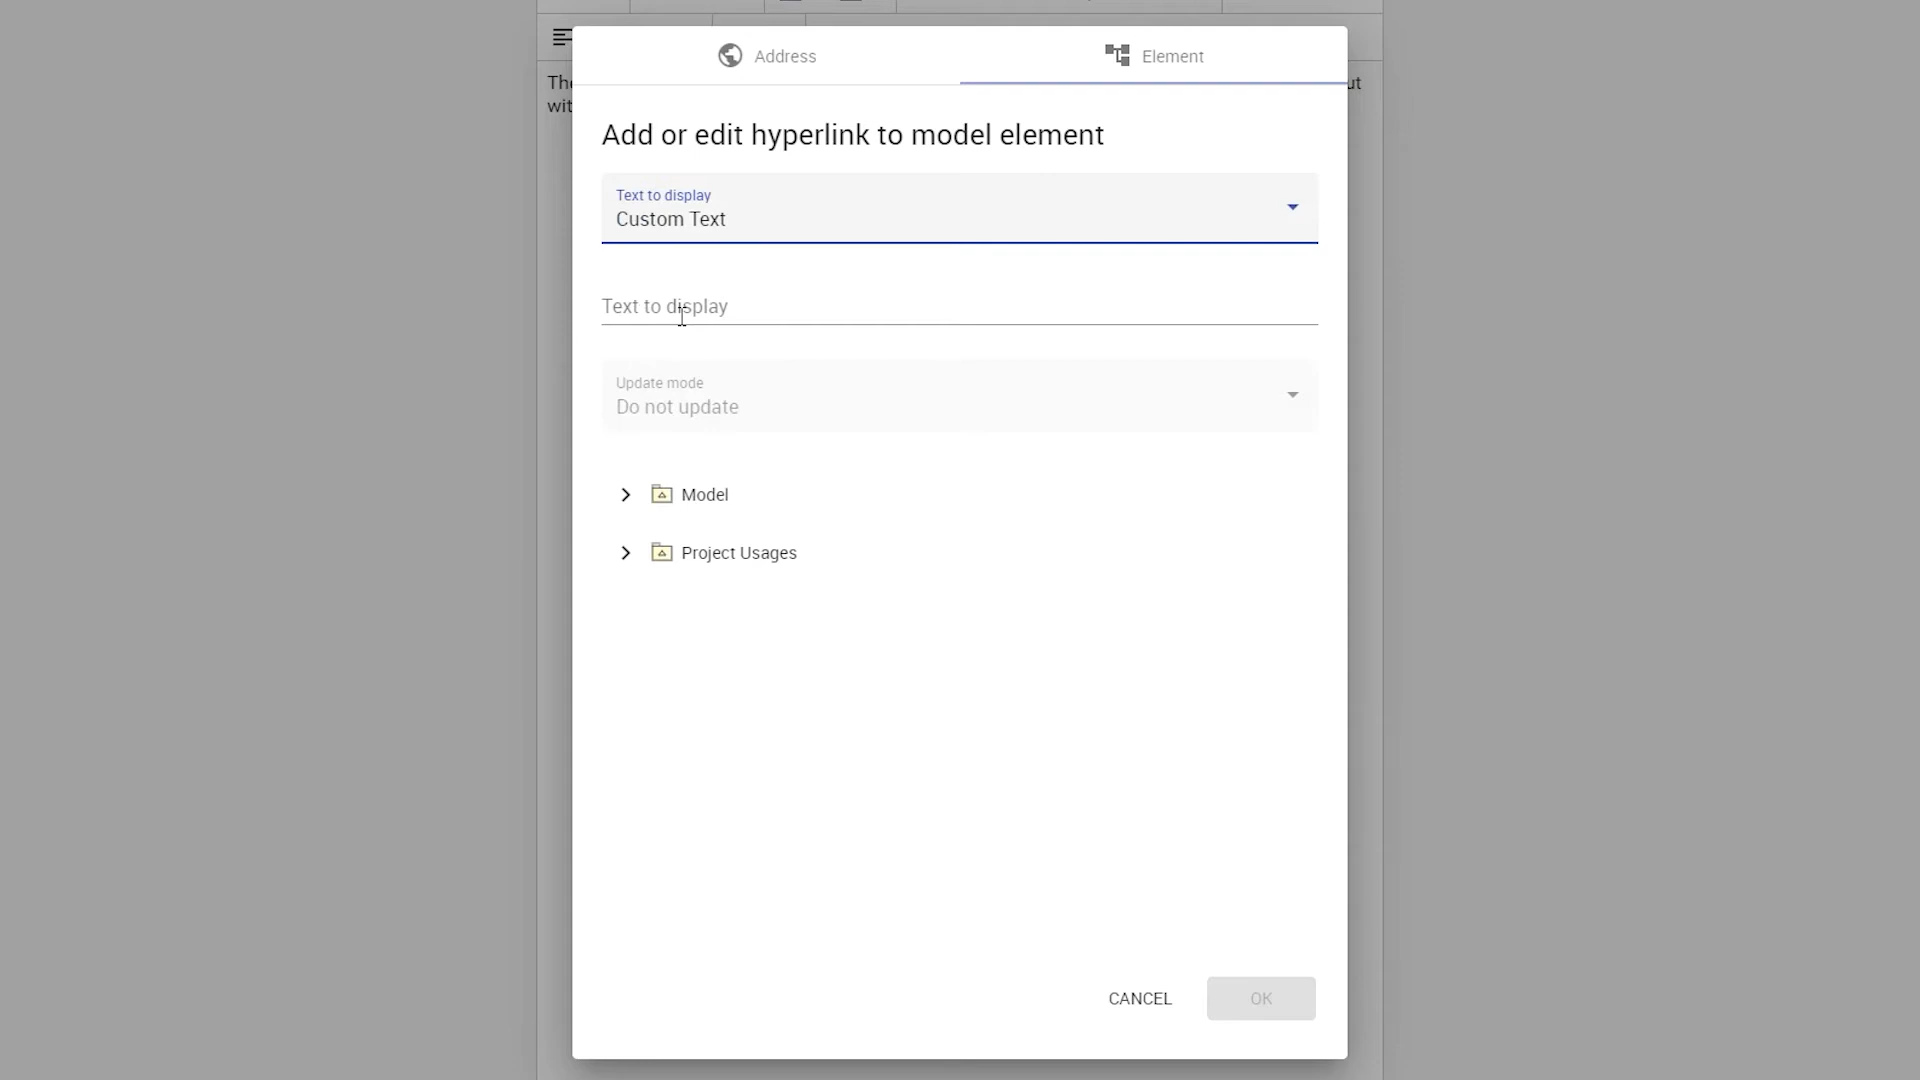 Address
Element
Add or edit hyperlink to model element
Text to display
Custom Text
Text to display
Update mode
Do not update
Model
Project Usages
CANCEL
OK